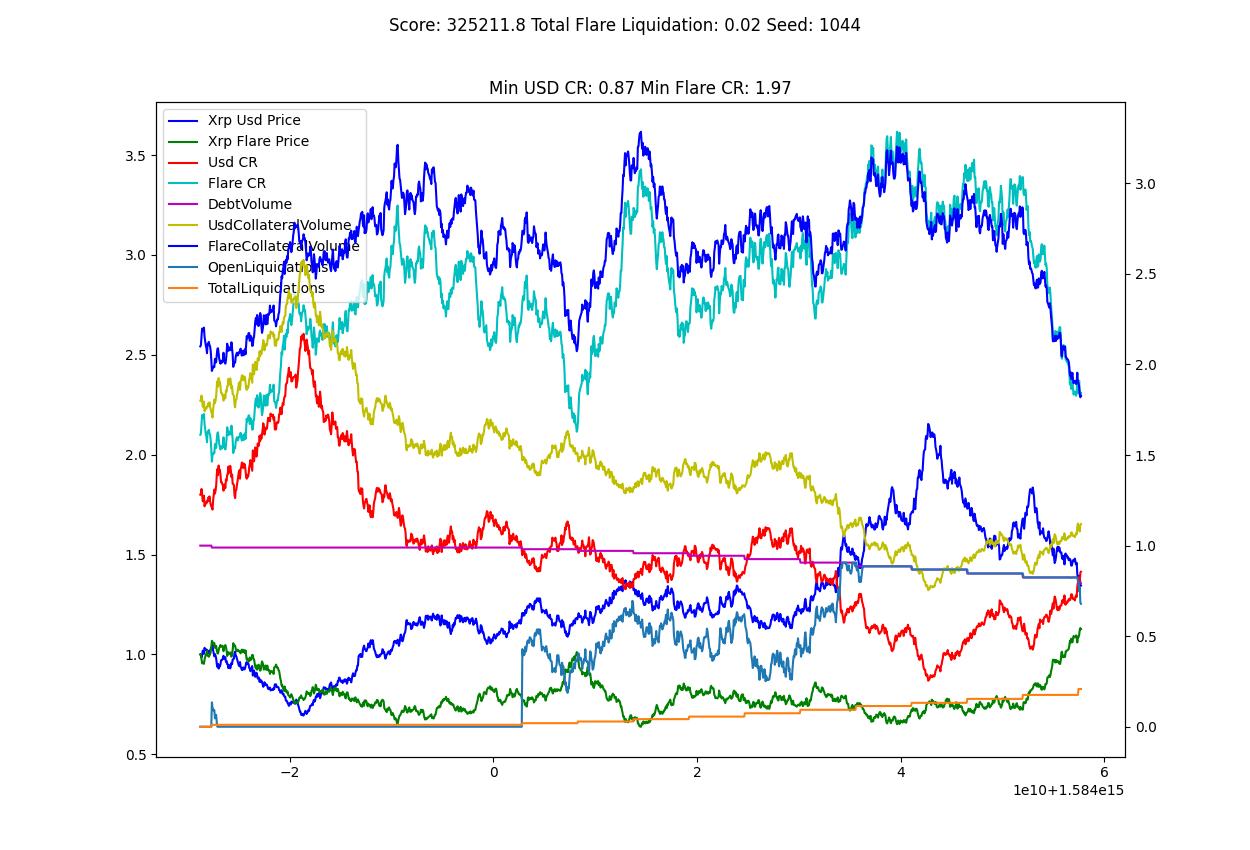 Score: 325211.8 Total Flare Liquidation: 0.02 Seed: 1044
Min USD CR: 0.87 Min Flare CR: 1.97
Xrp Usd Price
Xrp Flare Price
Usd CR
Flare CR
DebtVolume
UsdCollateralVolume
FlareCollateralVolume
OpenLiquidations
TotalLiquidations
3.5
3.0
2.5
2.0
1.5
1.0
0.5
3.0
2.5
2.0
1.5
1.0
0.5
0.0
−2
0
2
4
6
1e10+1.584e15